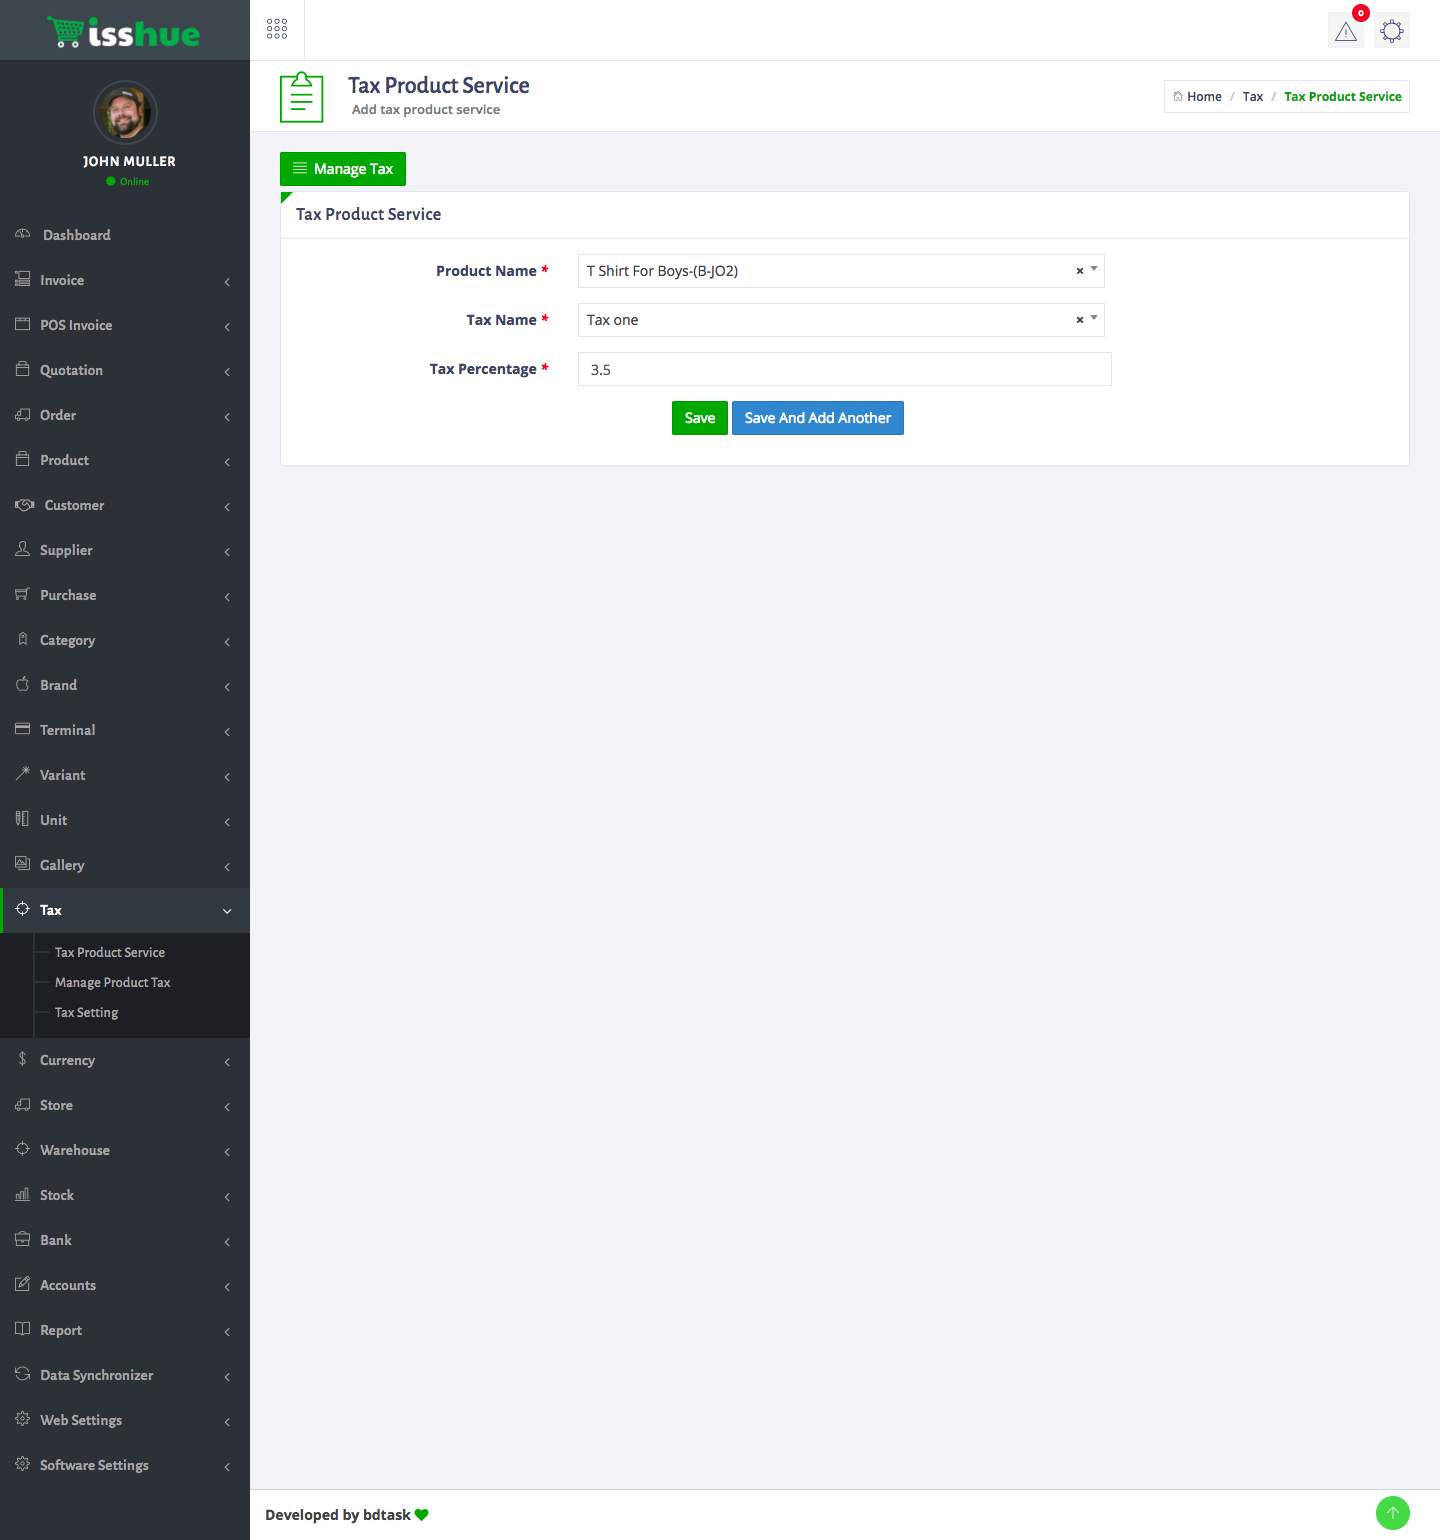 isshue
0
Tax Product Service
Add tax product service
Home / Tax / Tax Product Service
JOHN MULLER
Online
Dashboard
Invoice
POS Invoice
Quotation
Order
Product
Customer
Supplier
Purchase
Category
Brand
Terminal
Variant
Unit
Gallery
Tax
Tax Product Service
Manage Product Tax
Tax Setting
Currency
Store
Warehouse
Stock
Bank
Accounts
Report
Data Synchronizer
Web Settings
Software Settings
Manage Tax
Tax Product Service
Product Name * T Shirt For Boys-(B-JO2) ×
Tax Name * Tax one ×
Tax Percentage * 3.5
Save Save And Add Another
Developed by bdtask